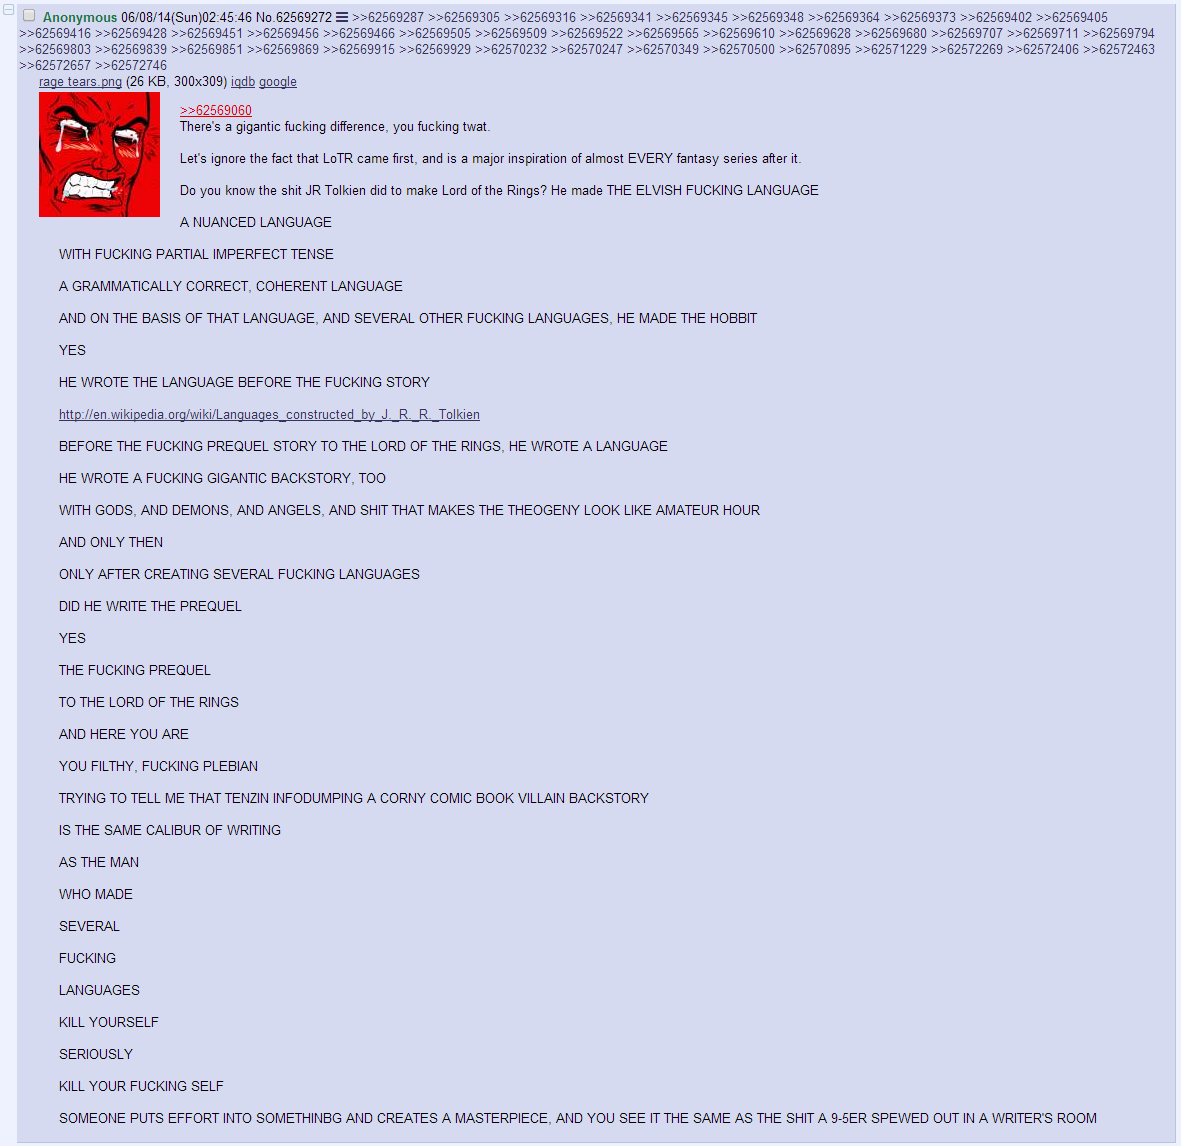 Anonymous 06/08/14(Sun)02:45:46 No.62569272 >>62569287 >>62569305 >>62569316 >>62569341 >>62569345 >>62569348 >>62569364 >>62569373 >>62569402 >>62569405
>>62569416 >>62569428 >>62569451 >>62569456 >>62569466 >>62569505 >>62569509 >>62569522 >>62569565 >>62569610 >>62569628 >>62569680 >>62569707 >>62569711 >>62569794
>>62569803 >>62569839 >>62569851 >>62569869 >>62569915 >>62569929 >>62570232 >>62570247 >>62570349 >>62570500 >>62570895 >>62571229 >>62572269 >>62572406 >>62572463
>>62572657 >>62572746
rage tears.png (26 KB, 300x309) iqdb google
>>62569060
There's a gigantic fucking difference, you fucking twat.
Let's ignore the fact that LoTR came first, and is a major inspiration of almost EVERY fantasy series after it.
Do you know the shit JR Tolkien did to make Lord of the Rings? He made THE ELVISH FUCKING LANGUAGE
A NUANCED LANGUAGE
WITH FUCKING PARTIAL IMPERFECT TENSE
A GRAMMATICALLY CORRECT, COHERENT LANGUAGE
AND ON THE BASIS OF THAT LANGUAGE, AND SEVERAL OTHER FUCKING LANGUAGES, HE MADE THE HOBBIT
YES
HE WROTE THE LANGUAGE BEFORE THE FUCKING STORY
http://en.wikipedia.org/wiki/Languages_constructed_by_J._R._R._Tolkien
BEFORE THE FUCKING PREQUEL STORY TO THE LORD OF THE RINGS, HE WROTE A LANGUAGE
HE WROTE A FUCKING GIGANTIC BACKSTORY, TOO
WITH GODS, AND DEMONS, AND ANGELS, AND SHIT THAT MAKES THE THEOGENY LOOK LIKE AMATEUR HOUR
AND ONLY THEN
ONLY AFTER CREATING SEVERAL FUCKING LANGUAGES
DID HE WRITE THE PREQUEL
YES
THE FUCKING PREQUEL
TO THE LORD OF THE RINGS
AND HERE YOU ARE
YOU FILTHY, FUCKING PLEBIAN
TRYING TO TELL ME THAT TENZIN INFODUMPING A CORNY COMIC BOOK VILLAIN BACKSTORY
IS THE SAME CALIBUR OF WRITING
AS THE MAN
WHO MADE
SEVERAL
FUCKING
LANGUAGES
KILL YOURSELF
SERIOUSLY
KILL YOUR FUCKING SELF
SOMEONE PUTS EFFORT INTO SOMETHINBG AND CREATES A MASTERPIECE, AND YOU SEE IT THE SAME AS THE SHIT A 9-5ER SPEWED OUT IN A WRITER'S ROOM